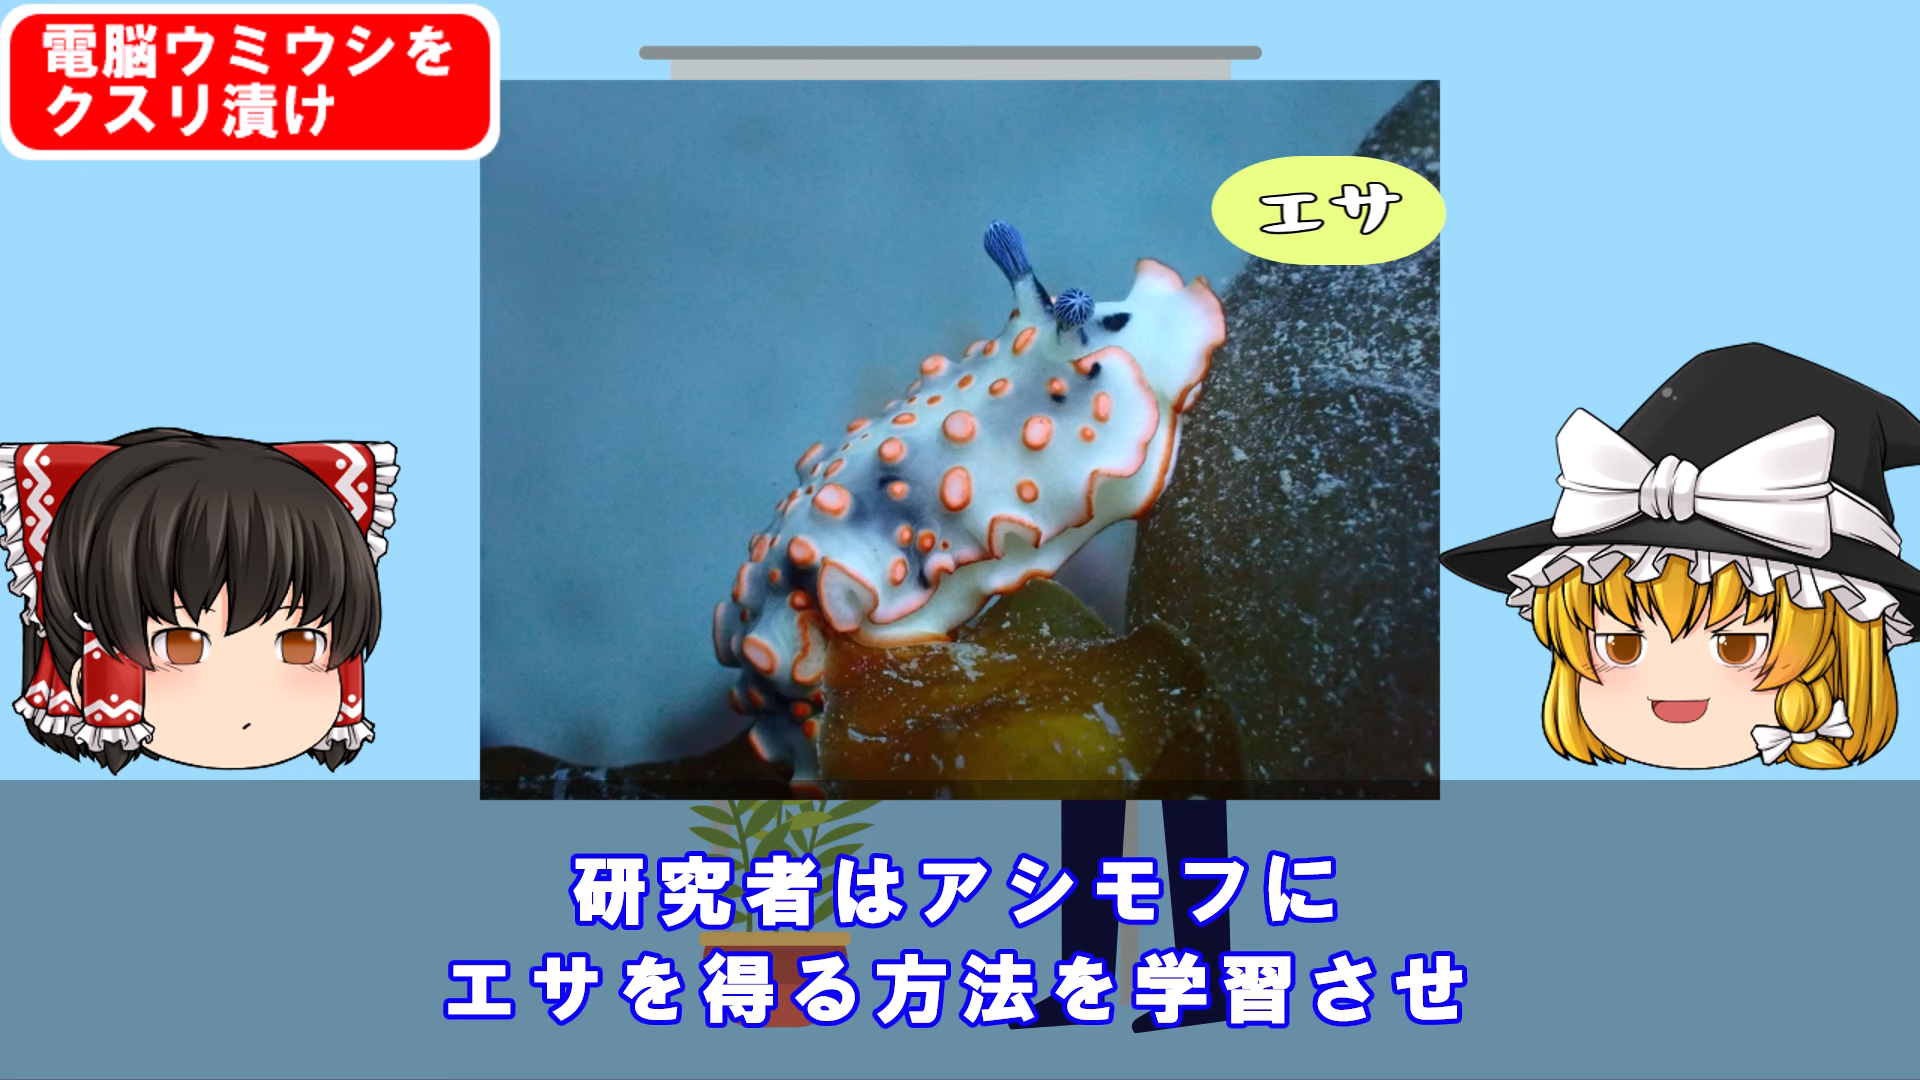 電脳ウミウシを
クスリ漬け
エサ
研究者はアシモフに
エサを得る方法を学習させ